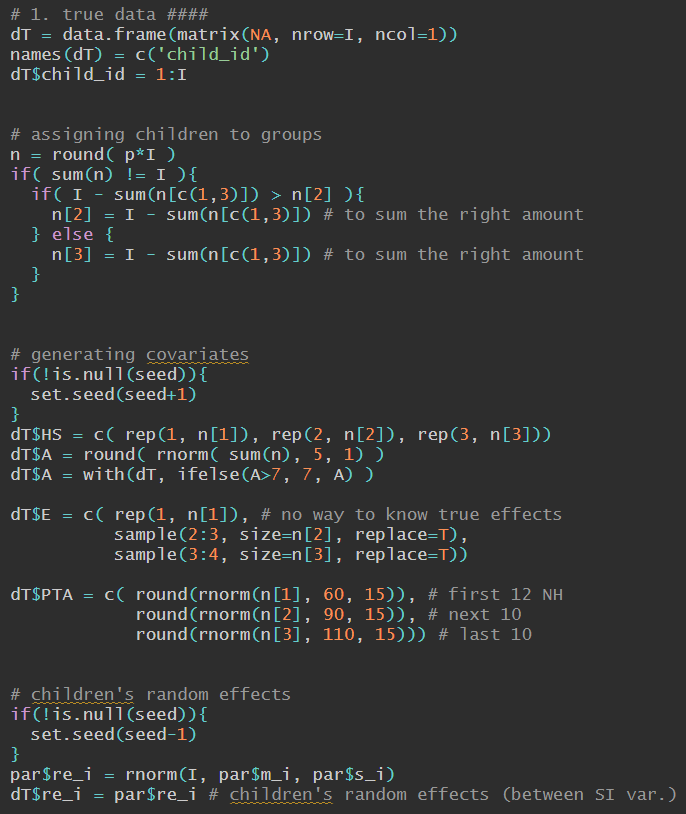 # 1. true data ####
dT = data.frame(matrix(NA, nrow=I, ncol=1))
names(dT) = c('child_id')
dT$child_id = 1:I
# assigning children to groups
n = round( p*I )
if( sum(n) != I ){
  if( I - sum(n[c(1,3)]) > n[2] ){
    n[2] = I - sum(n[c(1,3)]) # to sum the right amount
  } else {
    n[3] = I - sum(n[c(1,3)]) # to sum the right amount
  }
}
# generating covariates
if(!is.null(seed)){
  set.seed(seed+1)
}
dT$HS = c( rep(1, n[1]), rep(2, n[2]), rep(3, n[3]))
dT$A = round( rnorm( sum(n), 5, 1) )
dT$A = with(dT, ifelse(A>7, 7, A) )
dT$E = c( rep(1, n[1]), # no way to know true effects
          sample(2:3, size=n[2], replace=T),
          sample(3:4, size=n[3], replace=T))
dT$PTA = c( round(rnorm(n[1], 60, 15)), # first 12 NH
            round(rnorm(n[2], 90, 15)), # next 10
            round(rnorm(n[3], 110, 15))) # last 10
# children's random effects
if(!is.null(seed)){
  set.seed(seed-1)
}
par$re_i = rnorm(I, par$m_i, par$s_i)
dT$re_i = par$re_i # children's random effects (between SI var.)